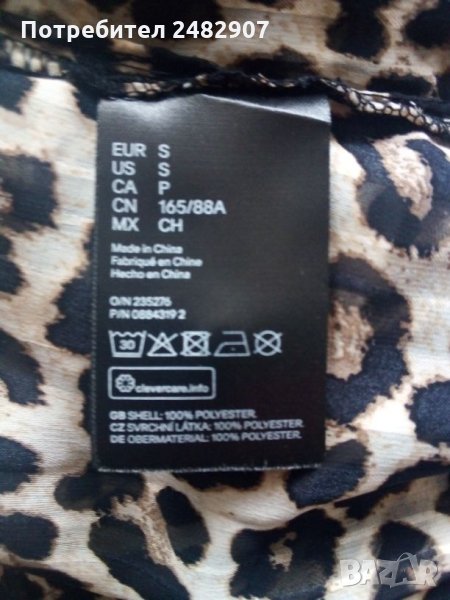 Потребител 2482907
EUR S
US S
CA P
CN 165/88A
MX CH
Made in China
Fabriqué en Chine
Hecho en China
O/N 235276
P/N 0884319 2
30
clevercare.info
GB SHELL: 100% POLYESTER.
CZ SVRCHNÍ LÁTKA: 100% POLYESTER.
DE OBERMATERIAL: 100% POLYESTER.
BAZAR